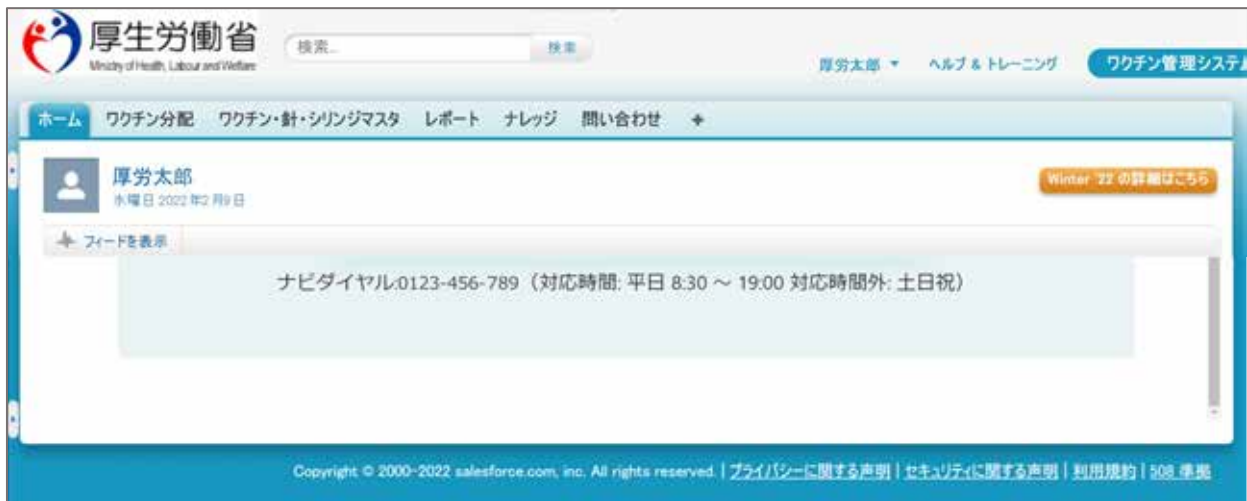 厚生労働省
Ministry of Health, Labour and Welfare
検索...
検索
厚労太郎
ヘルプ & トレーニング
ワクチン管理システム
ホーム ワクチン分配 ワクチン・針・シリンジマスタ レポート ナレッジ 問い合わせ +
厚労太郎
水曜日 2022年2月9日
Winter '22 の詳細はこちら
フィードを表示
ナビダイヤル:0123-456-789（対応時間: 平日 8:30 ～ 19:00 対応時間外: 土日祝）
Copyright © 2000-2022 salesforce.com, inc. All rights reserved. | プライバシーに関する声明 | セキュリティに関する声明 | 利用規約 | 508 準拠